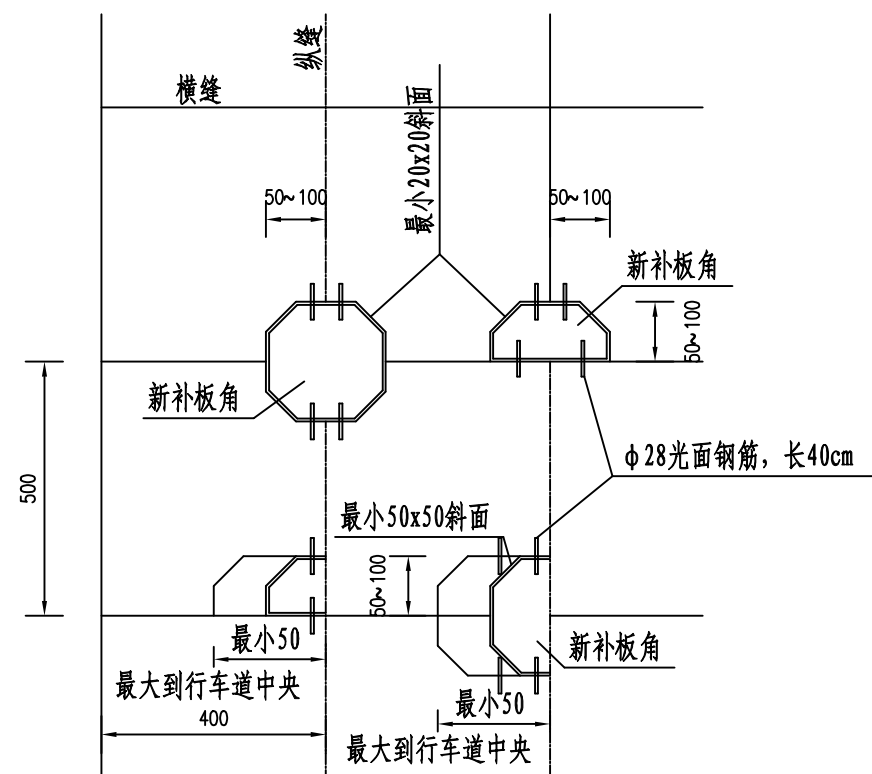 纵缝
横缝
最小20x20斜面
50~100
50~100
新补板角
50~100
新补板角
500
φ28光面钢筋，长40cm
最小50x50斜面
50~100
最小50
新补板角
最大到行车道中央
400
最小50
最大到行车道中央